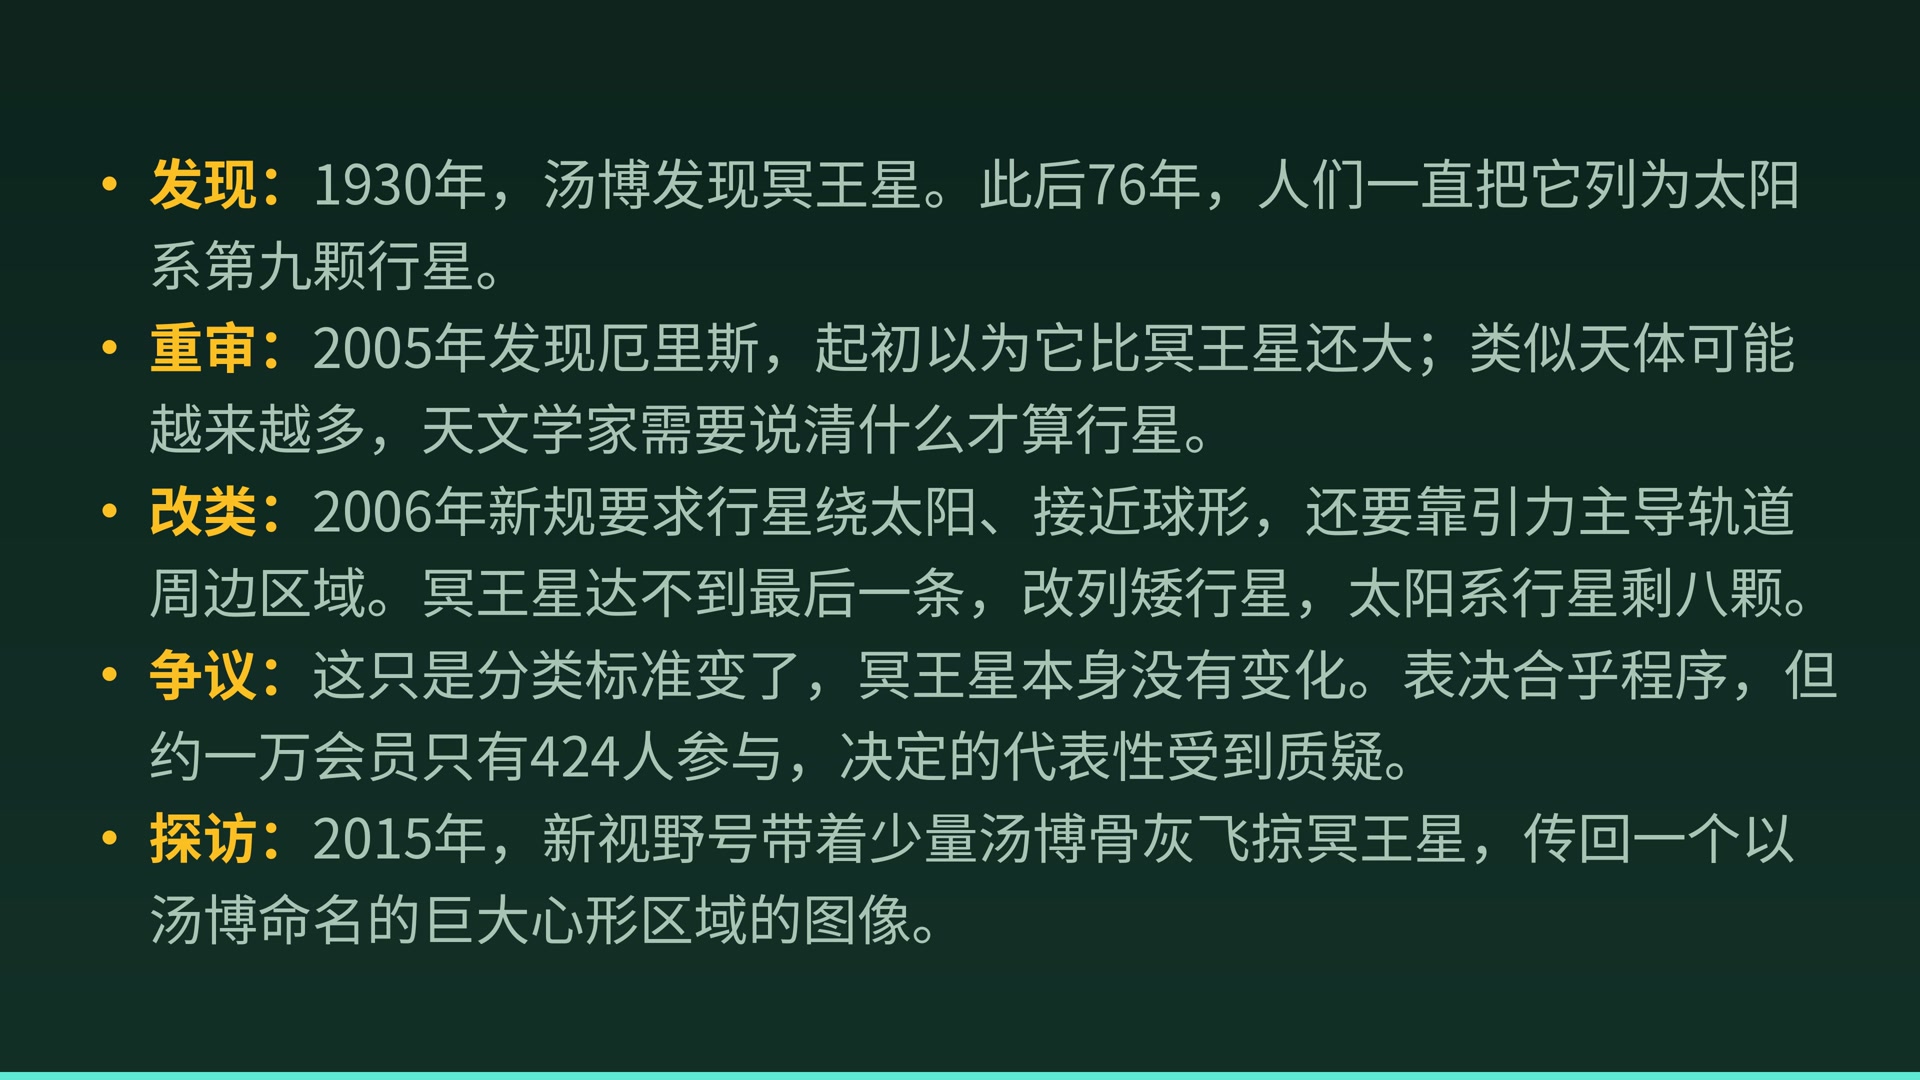 • 发现：1930年，汤博发现冥王星。此后76年，人们一直把它列为太阳
系第九颗行星。
• 重审：2005年发现厄里斯，起初以为它比冥王星还大；类似天体可能
越来越多，天文学家需要说清什么才算行星。
• 改类：2006年新规要求行星绕太阳、接近球形，还要靠引力主导轨道
周边区域。冥王星达不到最后一条，改列矮行星，太阳系行星剩八颗。
• 争议：这只是分类标准变了，冥王星本身没有变化。表决合乎程序，但
约一万会员只有424人参与，决定的代表性受到质疑。
• 探访：2015年，新视野号带着少量汤博骨灰飞掠冥王星，传回一个以
汤博命名的巨大心形区域的图像。